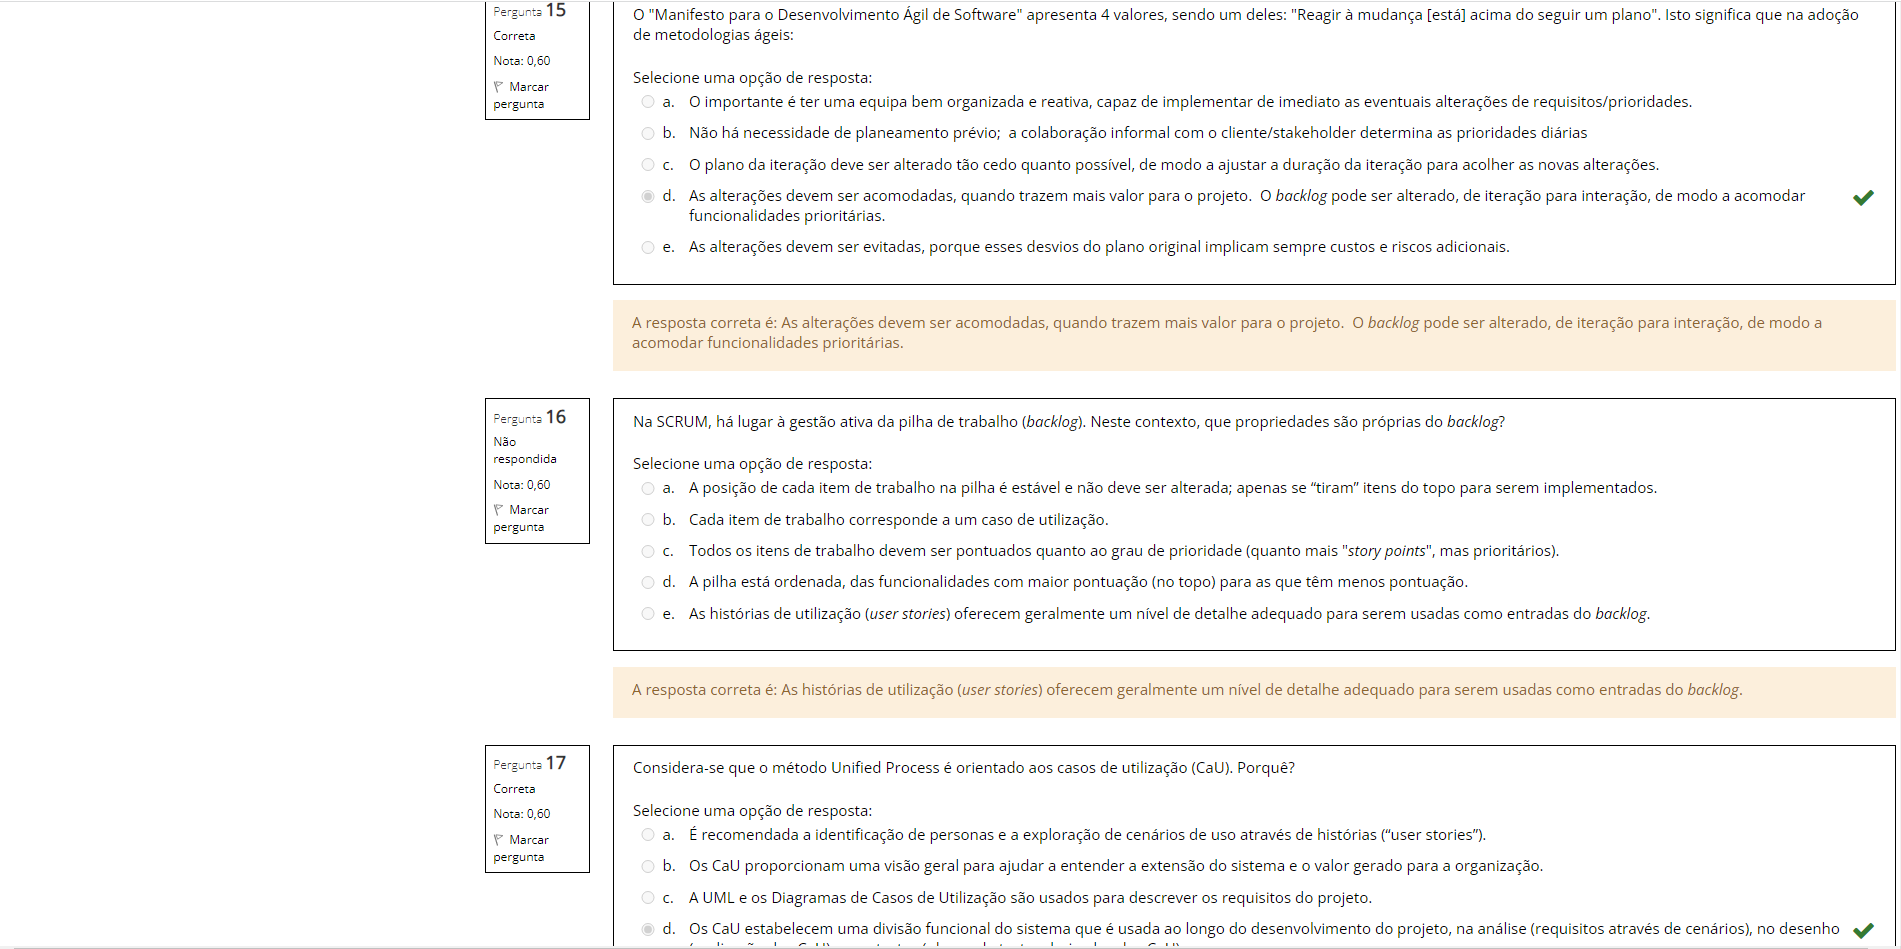 Pergunta 15
Correta
Nota: 0,60
Marcar
pergunta
O "Manifesto para o Desenvolvimento Ágil de Software" apresenta 4 valores, sendo um deles: "Reagir à mudança [está] acima do seguir um plano". Isto significa que na adoção
de metodologias ágeis:
Selecione uma opção de resposta:
a. O importante é ter uma equipa bem organizada e reativa, capaz de implementar de imediato as eventuais alterações de requisitos/prioridades.
b. Não há necessidade de planeamento prévio; a colaboração informal com o cliente/stakeholder determina as prioridades diárias
c. O plano da iteração deve ser alterado tão cedo quanto possível, de modo a ajustar a duração da iteração para acolher as novas alterações.
d. As alterações devem ser acomodadas, quando trazem mais valor para o projeto. O backlog pode ser alterado, de iteração para interação, de modo a acomodar
funcionalidades prioritárias.
e. As alterações devem ser evitadas, porque esses desvios do plano original implicam sempre custos e riscos adicionais.
A resposta correta é: As alterações devem ser acomodadas, quando trazem mais valor para o projeto. O backlog pode ser alterado, de iteração para interação, de modo a
acomodar funcionalidades prioritárias.
Pergunta 16
Não
respondida
Nota: 0,60
Marcar
pergunta
Na SCRUM, há lugar à gestão ativa da pilha de trabalho (backlog). Neste contexto, que propriedades são próprias do backlog?
Selecione uma opção de resposta:
a. A posição de cada item de trabalho na pilha é estável e não deve ser alterada; apenas se “tiram” itens do topo para serem implementados.
b. Cada item de trabalho corresponde a um caso de utilização.
c. Todos os itens de trabalho devem ser pontuados quanto ao grau de prioridade (quanto mais "story points", mas prioritários).
d. A pilha está ordenada, das funcionalidades com maior pontuação (no topo) para as que têm menos pontuação.
e. As histórias de utilização (user stories) oferecem geralmente um nível de detalhe adequado para serem usadas como entradas do backlog.
A resposta correta é: As histórias de utilização (user stories) oferecem geralmente um nível de detalhe adequado para serem usadas como entradas do backlog.
Pergunta 17
Correta
Nota: 0,60
Marcar
pergunta
Considera-se que o método Unified Process é orientado aos casos de utilização (CaU). Porquê?
Selecione uma opção de resposta:
a. É recomendada a identificação de personas e a exploração de cenários de uso através de histórias (“user stories”).
b. Os CaU proporcionam uma visão geral para ajudar a entender a extensão do sistema e o valor gerado para a organização.
c. A UML e os Diagramas de Casos de Utilização são usados para descrever os requisitos do projeto.
d. Os CaU estabelecem uma divisão funcional do sistema que é usada ao longo do desenvolvimento do projeto, na análise (requisitos através de cenários), no desenho